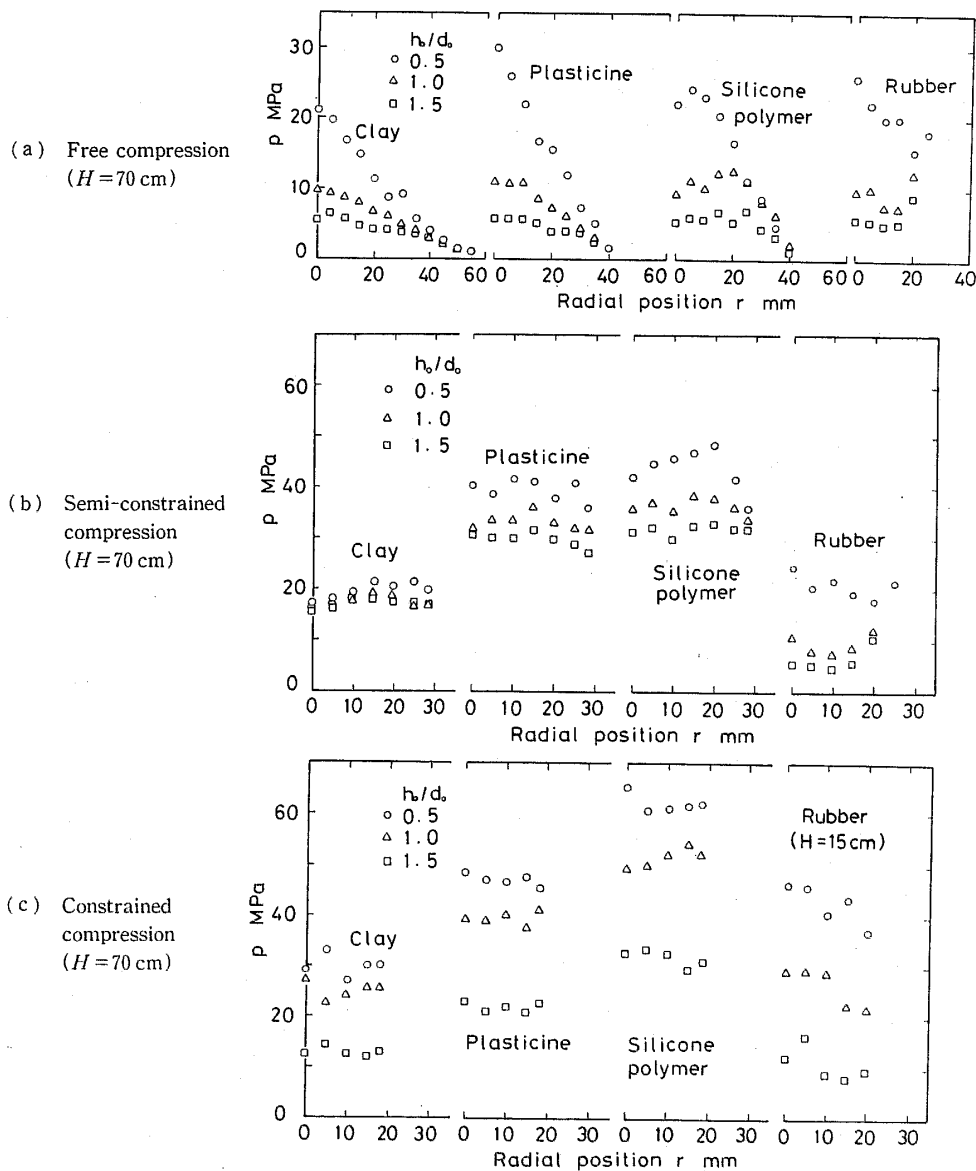 (a) Free compression
(H = 70 cm)
p MPa
30
20
10
0
h₀/d₀
○ 0.5
△ 1.0
□ 1.5
Clay
Plasticine
Silicone
polymer
Rubber
0 20 40 60 0 20 40 60 0 20 40 60 0 20 40
Radial position r mm
(b) Semi-constrained
compression
(H = 70 cm)
p MPa
60
40
20
0
h₀/d₀
○ 0.5
△ 1.0
□ 1.5
Clay
Plasticine
Silicone
polymer
Rubber
0 10 20 30 0 10 20 30 0 10 20 30 0 10 20 30
Radial position r mm
(c) Constrained
compression
(H = 70 cm)
p MPa
60
40
20
0
h₀/d₀
○ 0.5
△ 1.0
□ 1.5
Clay
Plasticine
Silicone
polymer
Rubber
(H=15cm)
0 10 20 30 0 10 20 30 0 10 20 30 0 10 20 30
Radial position r mm